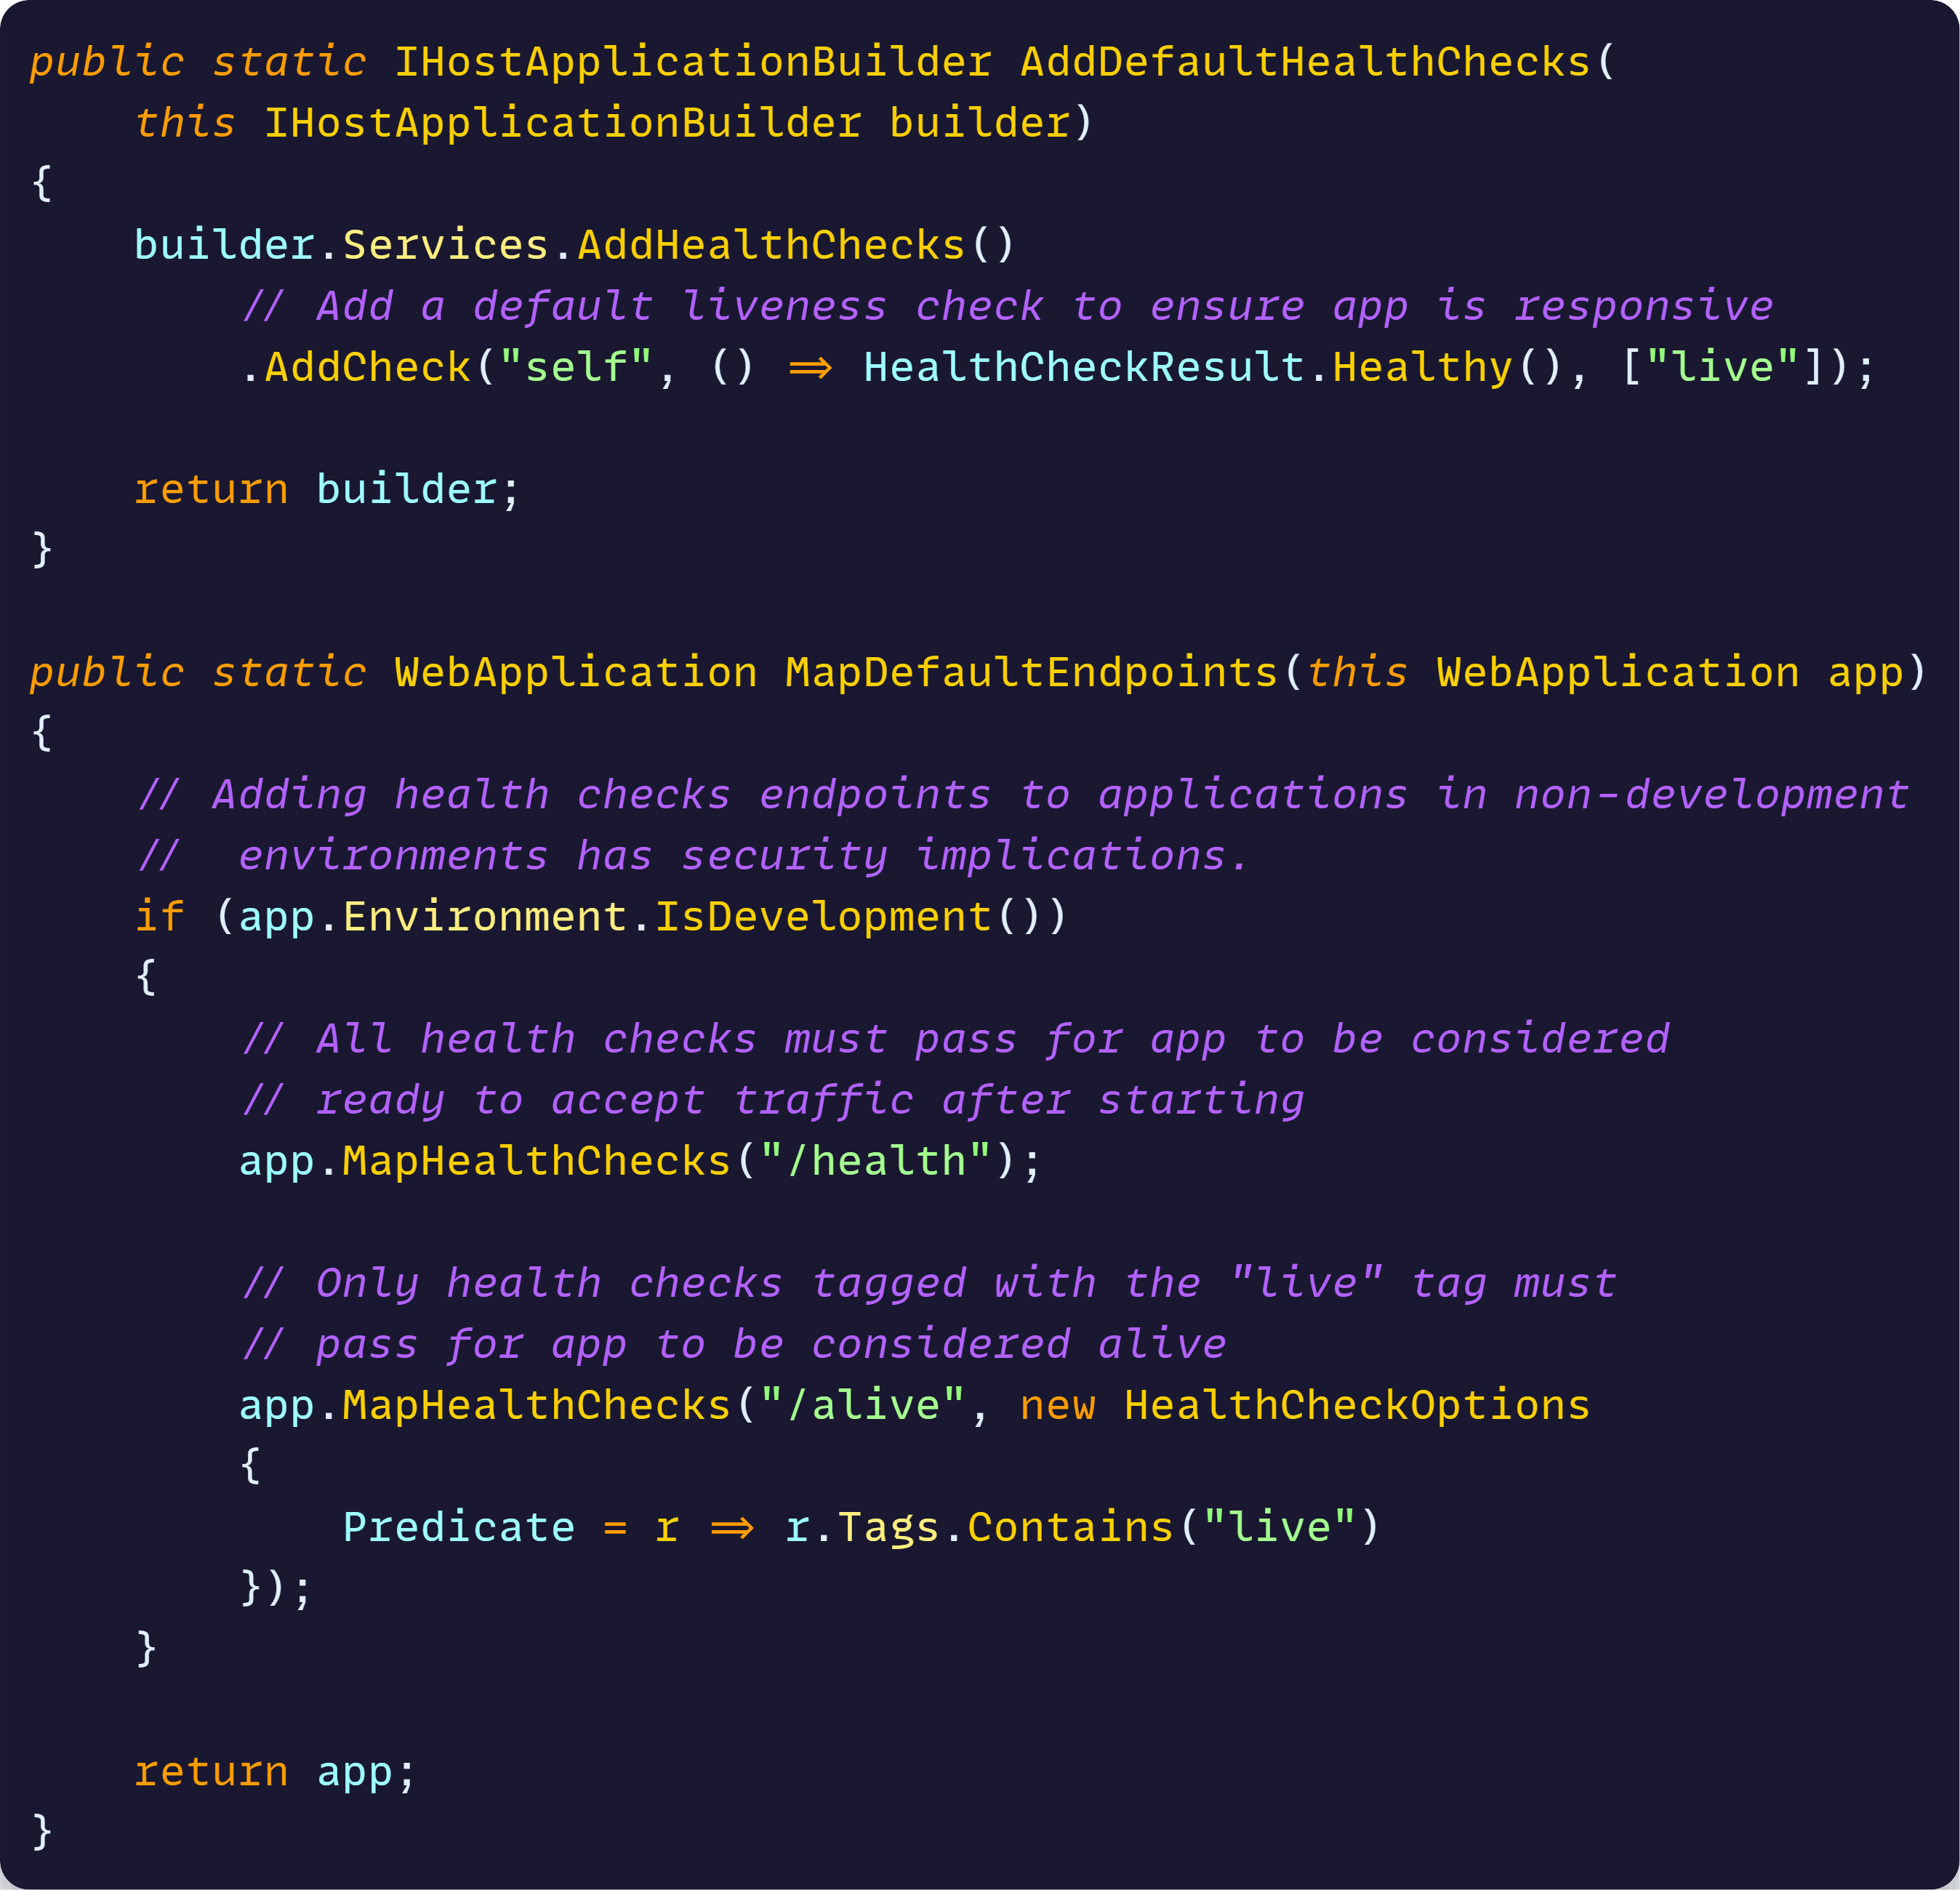 public static IHostApplicationBuilder AddDefaultHealthChecks(
    this IHostApplicationBuilder builder)
{
    builder.Services.AddHealthChecks()
        // Add a default liveness check to ensure app is responsive
        .AddCheck("self", () => HealthCheckResult.Healthy(), ["live"]);

    return builder;
}

public static WebApplication MapDefaultEndpoints(this WebApplication app)
{
    // Adding health checks endpoints to applications in non-development
    //  environments has security implications.
    if (app.Environment.IsDevelopment())
    {
        // All health checks must pass for app to be considered
        // ready to accept traffic after starting
        app.MapHealthChecks("/health");

        // Only health checks tagged with the "live" tag must
        // pass for app to be considered alive
        app.MapHealthChecks("/alive", new HealthCheckOptions
        {
            Predicate = r => r.Tags.Contains("live")
        });
    }

    return app;
}